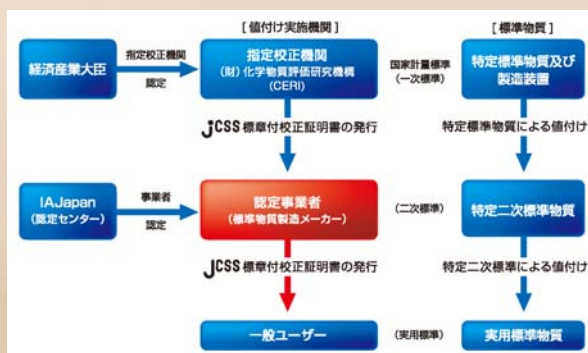 [ 値付け実施機関 ]
[ 標準物質 ]
経済産業大臣
指定校正機関
認定
指定校正機関
(財)化学物質評価研究機構
(CERI)
国家計量標準
(一次標準)
特定標準物質及び
製造装置
JCSS 標章付校正証明書の発行
特定標準物質による値付け
IAJapan
(認定センター)
事業者
認定
認定事業者
(標準物質製造メーカー)
(二次標準)
特定二次標準物質
JCSS 標章付校正証明書の発行
特定二次標準による値付け
一般ユーザー
(実用標準)
実用標準物質